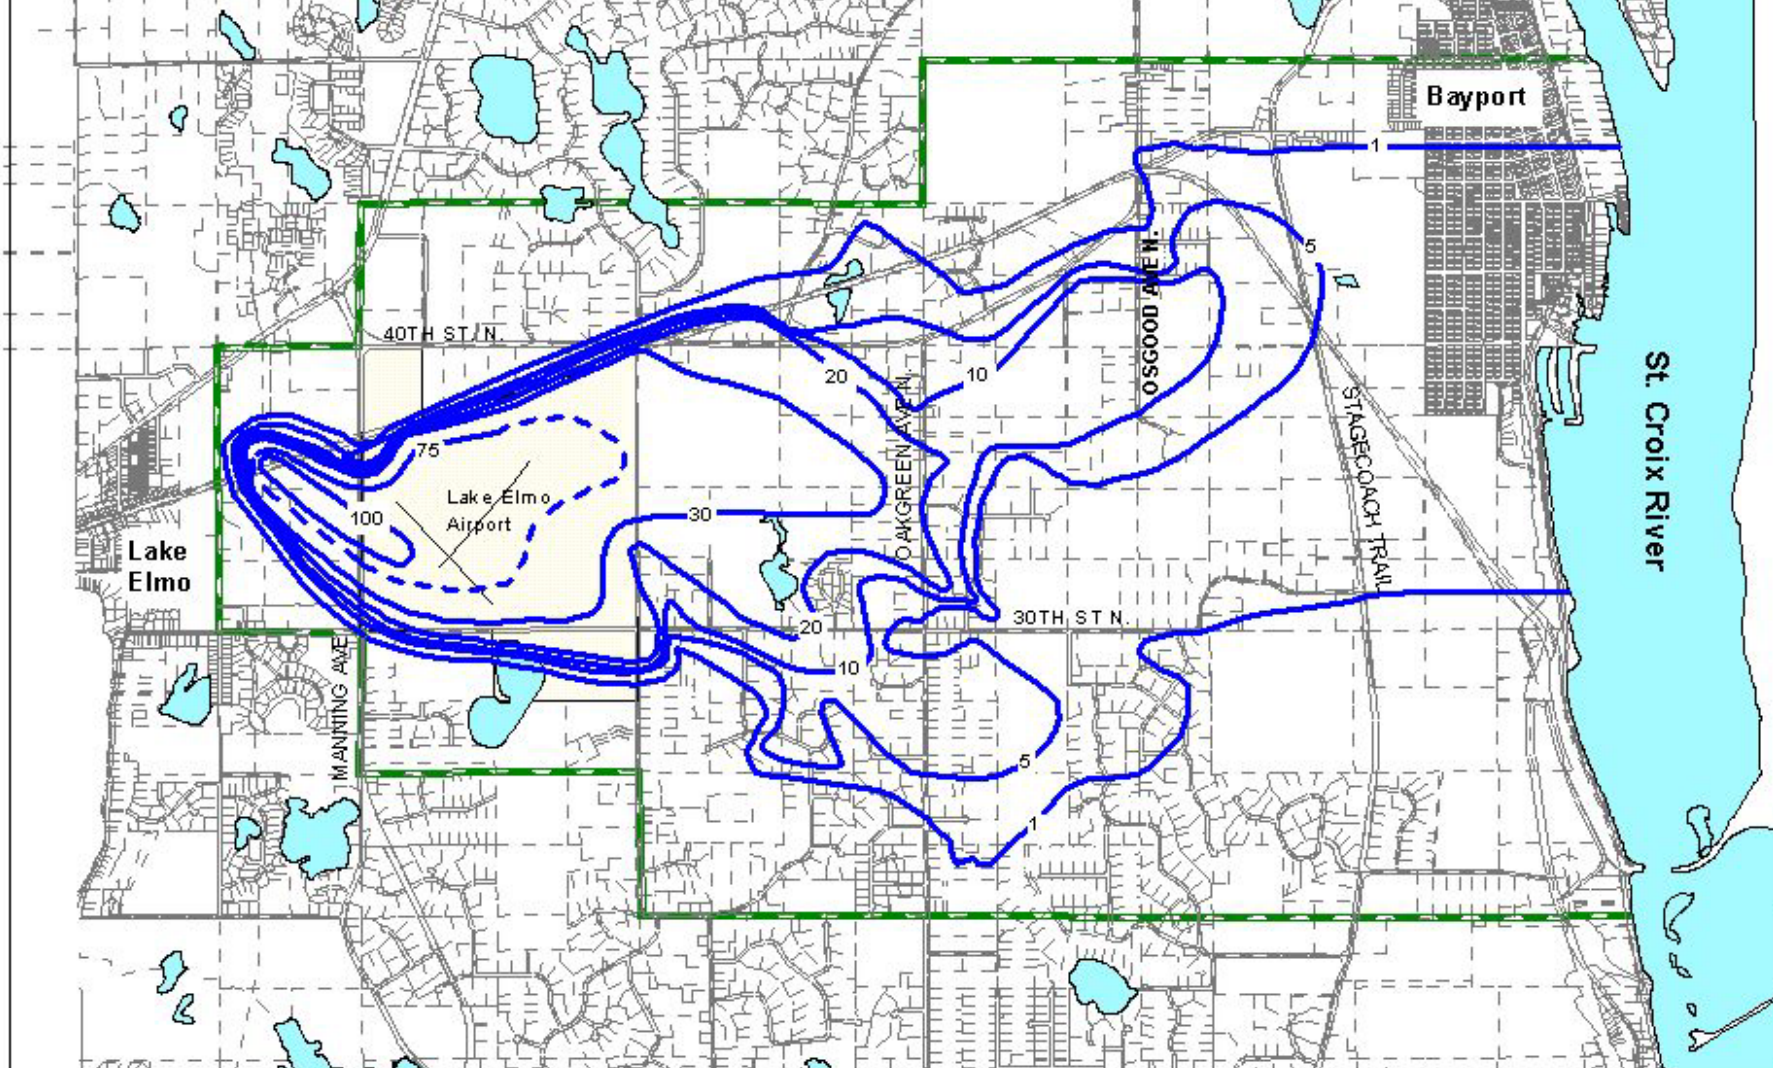 Bayport
1
5
OSGOOD AVE N.
40TH ST. N.
20
10
OAKGREEN AVE N.
STAGECOACH TRAIL
St. Croix River
75
Lake Elmo
Airport
100
30
Lake
Elmo
20
30TH ST N.
MANNING AVE
10
5
1